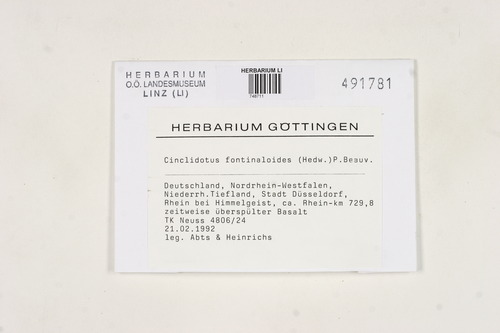 HERBARIUM
O.Ö. LANDESMUSEUM
LINZ (LI)
HERBARIUM LI
748711
491781
HERBARIUM GÖTTINGEN
Cinclidotus fontinaloides (Hedw.)P.Beauv.
Deutschland, Nordrhein-Westfalen,
Niederrh.Tiefland, Stadt Düsseldorf,
Rhein bei Himmelgeist, ca. Rhein-km 729,8
zeitweise überspülter Basalt
TK Neuss 4806/24
21.02.1992
leg. Abts & Heinrichs